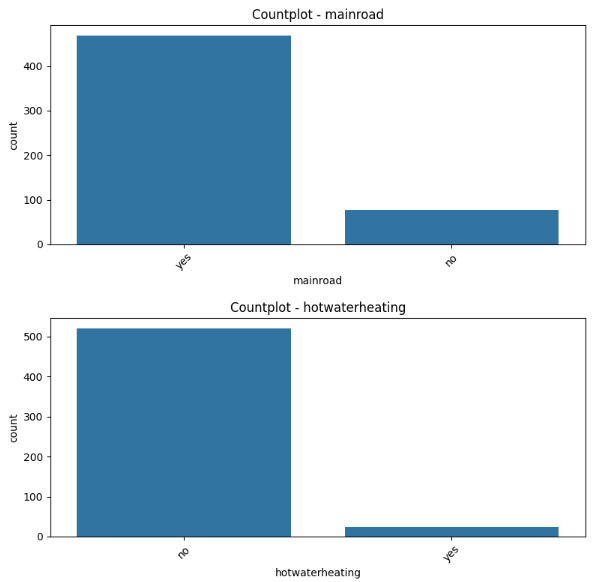 Countplot - mainroad
400
300
200
100
0
count
yes
no
mainroad
Countplot - hotwaterheating
500
400
300
200
100
0
count
no
yes
hotwaterheating